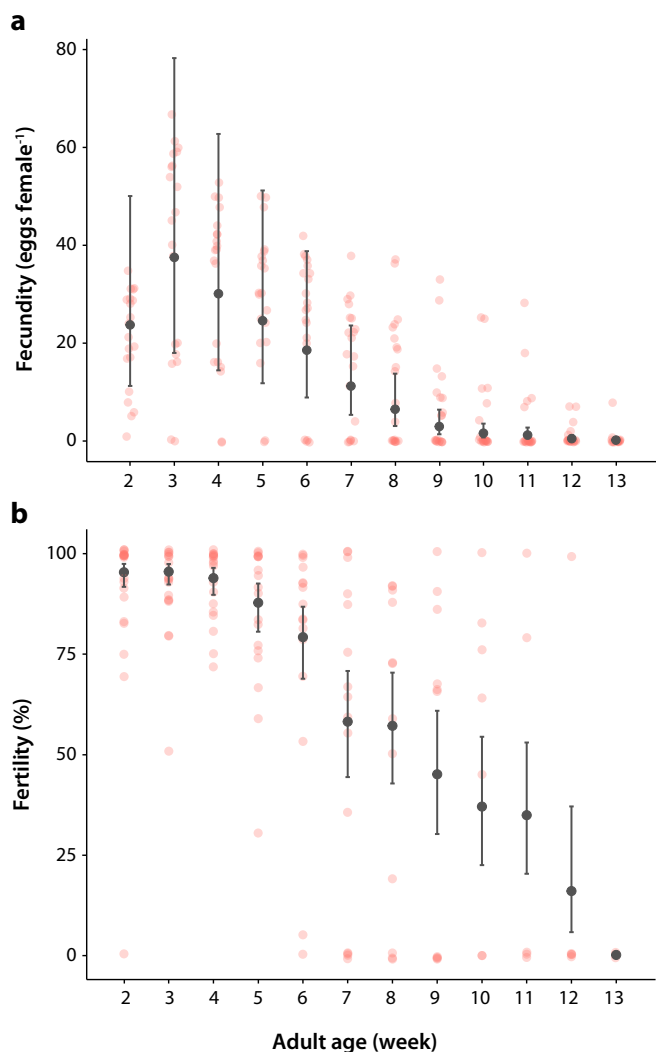 a
Fecundity (eggs female⁻¹)
80
60
40
20
0
2 3 4 5 6 7 8 9 10 11 12 13
b
Fertility (%)
100
75
50
25
0
2 3 4 5 6 7 8 9 10 11 12 13
Adult age (week)